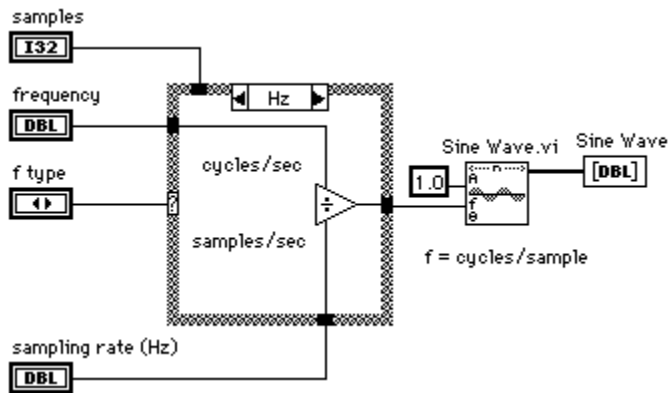 samples
I32
frequency
DBL
f type
?
Hz
cycles/sec
÷
samples/sec
sampling rate (Hz)
DBL
Sine Wave.vi
Sine Wave
1.0
n
A
f
θ
[DBL]
f = cycles/sample